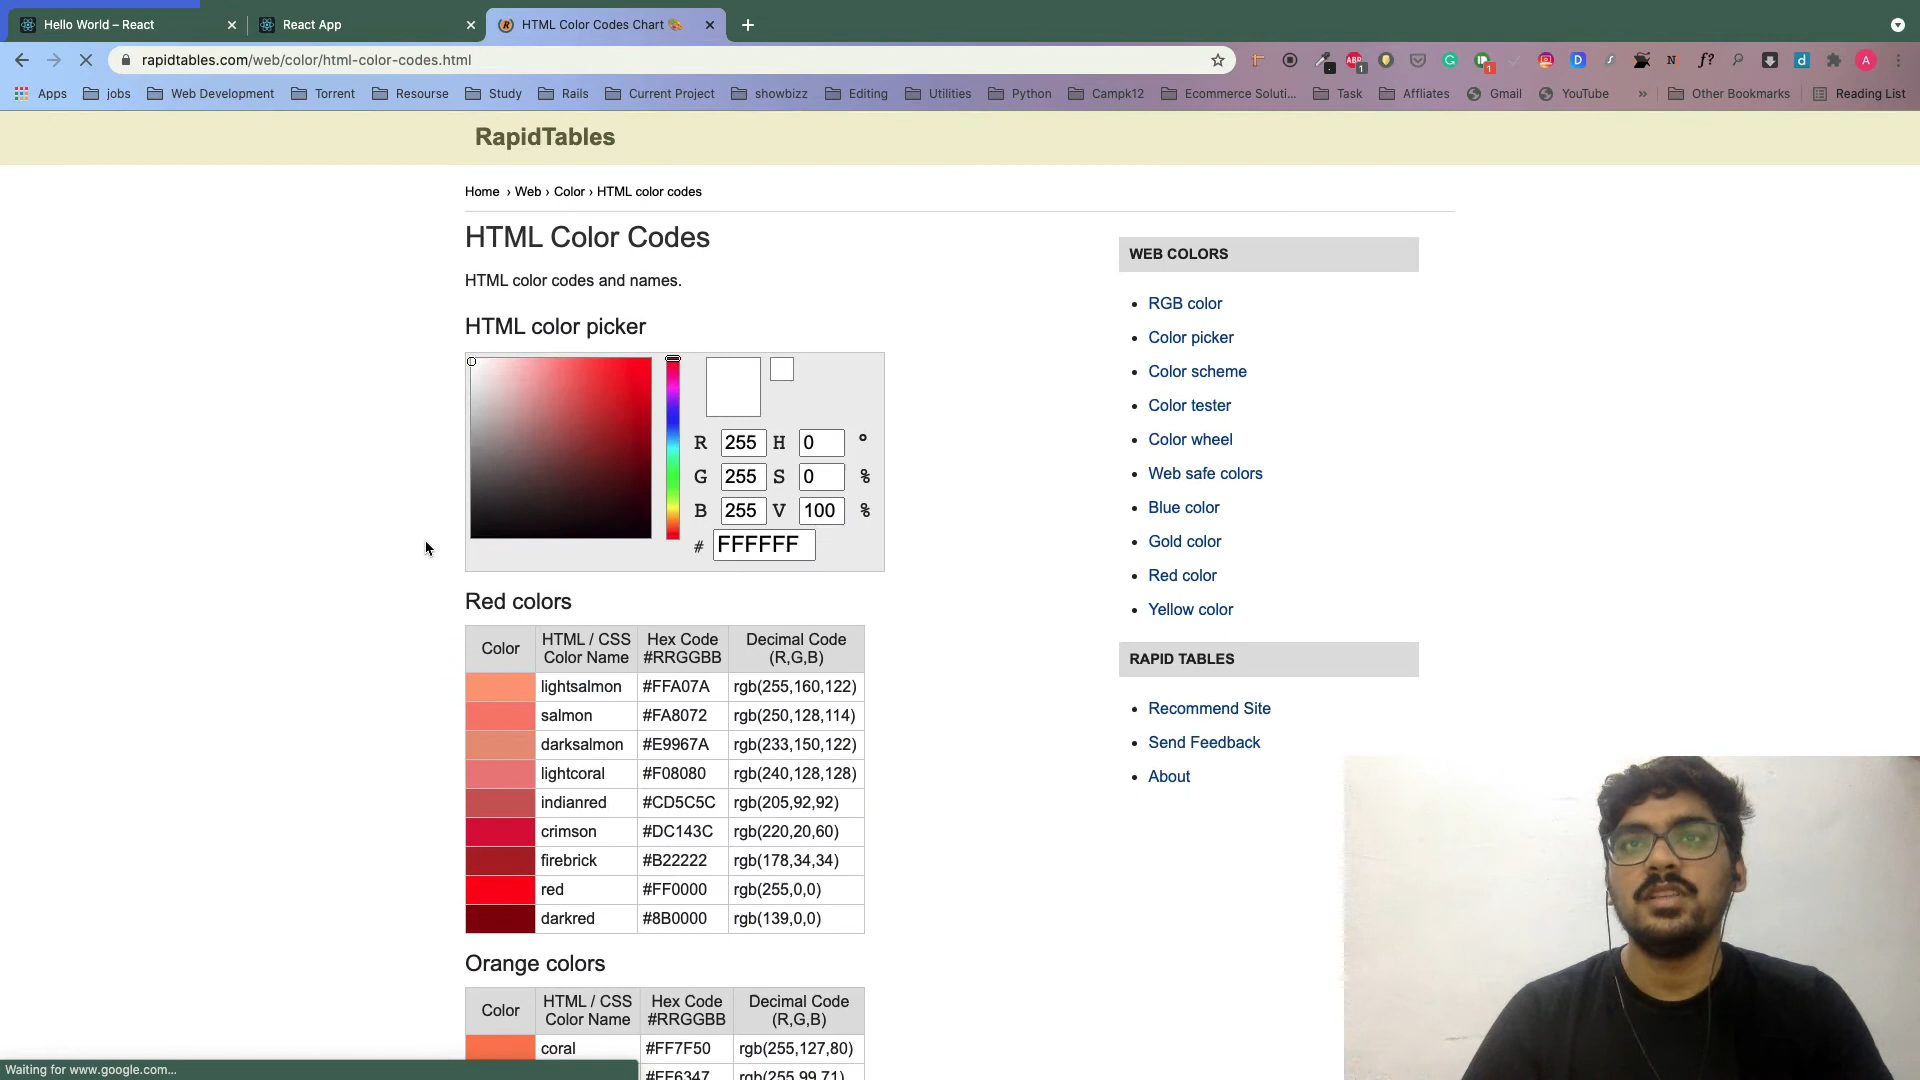 Hello World – React
React App
HTML Color Codes Chart
rapidtables.com/web/color/html-color-codes.html
Apps
jobs
Web Development
Torrent
Resourse
Study
Rails
Current Project
showbizz
Editing
Utilities
Python
Campk12
Ecommerce Soluti...
Task
Affliates
Gmail
YouTube
»
Other Bookmarks
Reading List
RapidTables
Home › Web › Color › HTML color codes
HTML Color Codes
HTML color codes and names.
HTML color picker
R 255 H 0 °
G 255 S 0 %
B 255 V 100 %
# FFFFFF
Red colors
Color
HTML / CSS
Color Name
Hex Code
#RRGGBB
Decimal Code
(R,G,B)
lightsalmon #FFA07A rgb(255,160,122)
salmon #FA8072 rgb(250,128,114)
darksalmon #E9967A rgb(233,150,122)
lightcoral #F08080 rgb(240,128,128)
indianred #CD5C5C rgb(205,92,92)
crimson #DC143C rgb(220,20,60)
firebrick #B22222 rgb(178,34,34)
red #FF0000 rgb(255,0,0)
darkred #8B0000 rgb(139,0,0)
Orange colors
Color
HTML / CSS
Color Name
Hex Code
#RRGGBB
Decimal Code
(R,G,B)
coral #FF7F50 rgb(255,127,80)
#FF6347 rgb(255,99,71)
WEB COLORS
RGB color
Color picker
Color scheme
Color tester
Color wheel
Web safe colors
Blue color
Gold color
Red color
Yellow color
RAPID TABLES
Recommend Site
Send Feedback
About
Waiting for www.google.com...